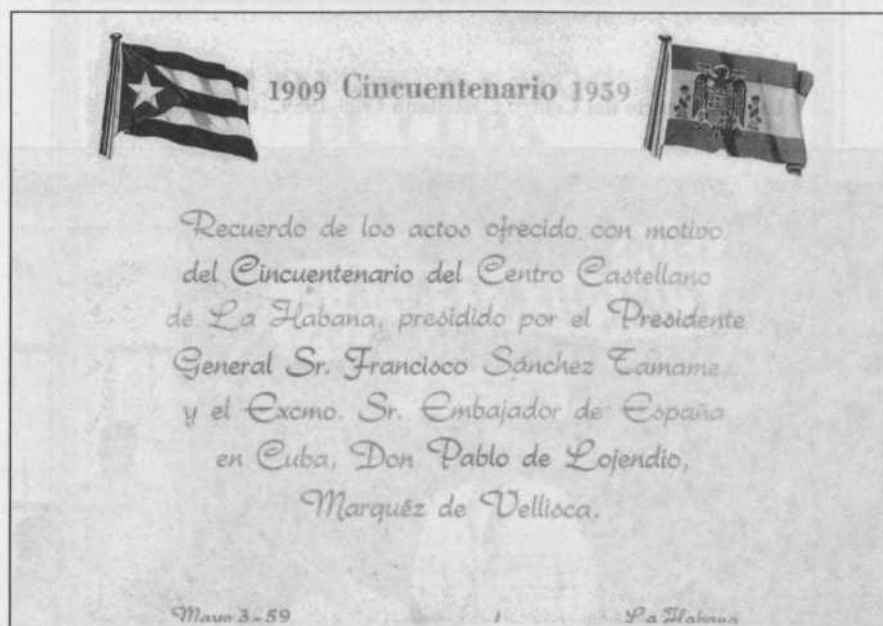 1909 Cincuentenario 1959
Recuerdo de los actos ofrecido, con motivo
del Cincuentenario del Centro Castellano
de La Habana, presidido por el Presidente
General Sr. Francisco Sánchez Tamame,
y el Excmo. Sr. Embajador de España
en Cuba, Don Pablo de Lojendio,
Marquéz de Vellisca.
Mayo 3-59 La Habana